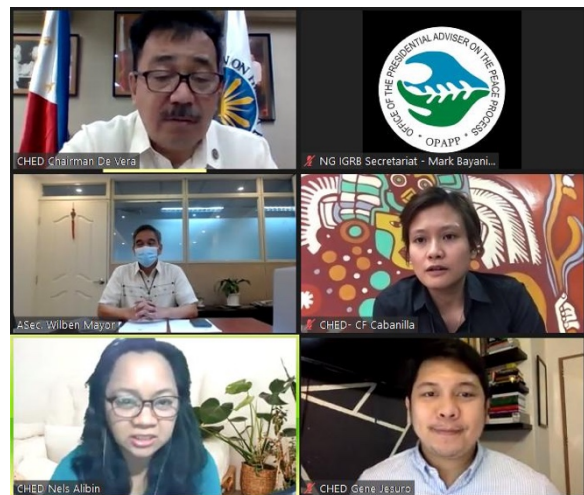 ON H
CHED Chairman De Vera
OFFICE OF THE PRESIDENTIAL ADVISER ON THE PEACE PROCESS
• OPAPP •
NG IGRB Secretariat - Mark Bayani...
ASec. Wilben Mayor
CHED- CF Cabanilla
CHED Nels Alibin
CHED Gene Jesuro